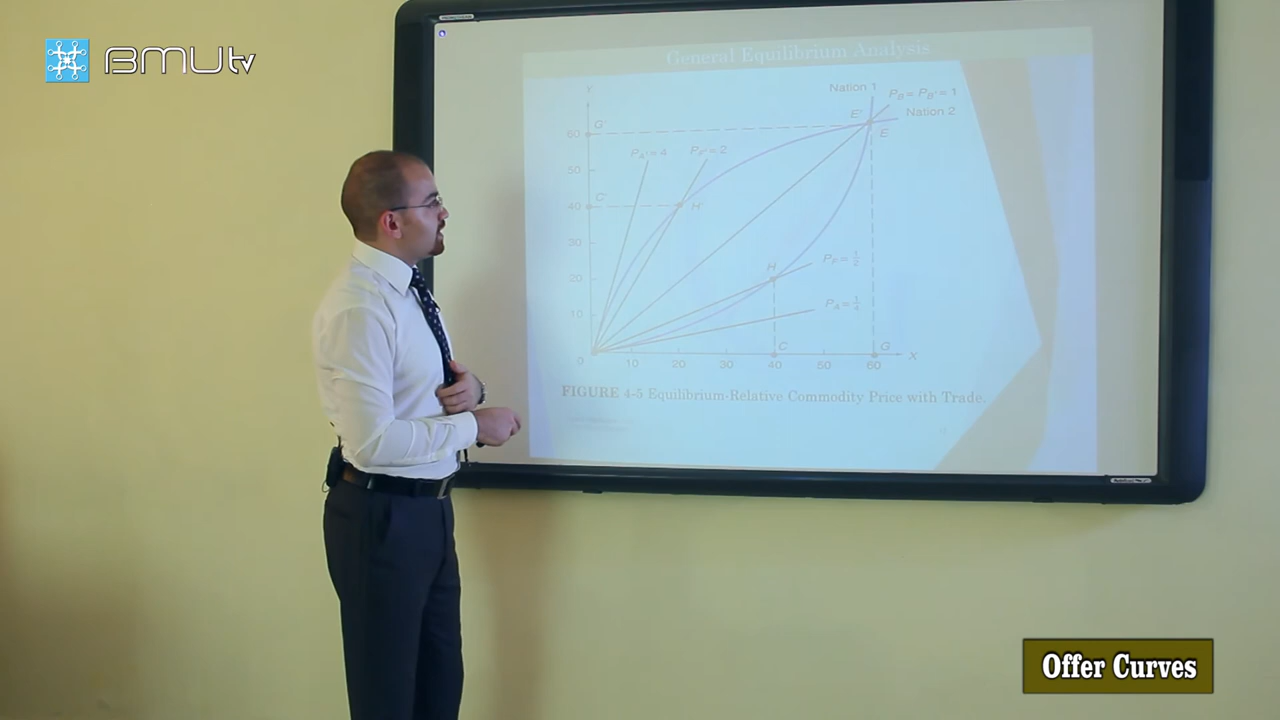 BMUtv
General Equilibrium Analysis
Y
Nation 1
P_B = P_B' = 1
Nation 2
E'
E
G'
60
50
40
30
20
10
0
P_A' = 4
P_F' = 2
C'
H'
H
P_F = 1/2
P_A = 1/4
C
G
X
10 20 30 40 50 60
FIGURE 4-5 Equilibrium-Relative Commodity Price with Trade.
Offer Curves